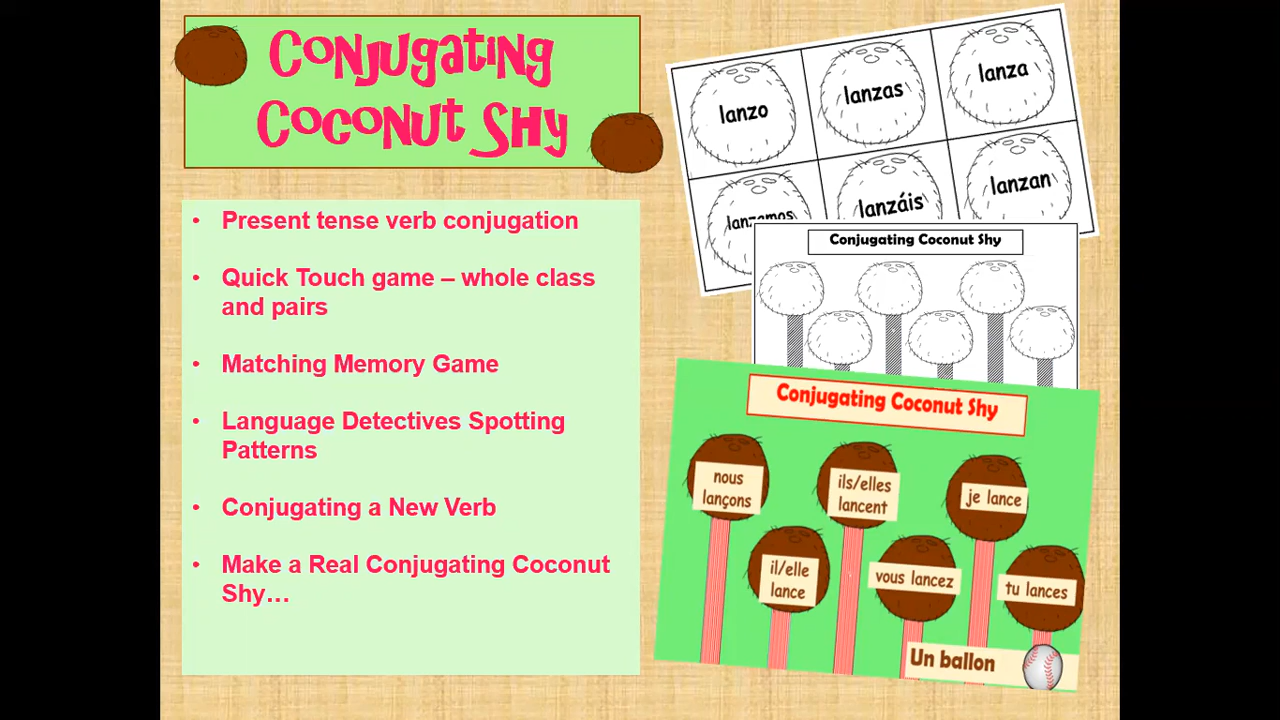 Conjugating
Coconut Shy
• Present tense verb conjugation
• Quick Touch game – whole class
and pairs
• Matching Memory Game
• Language Detectives Spotting
Patterns
• Conjugating a New Verb
• Make a Real Conjugating Coconut
Shy…
lanzo
lanzas
lanza
lanzamos
lanzáis
lanzan
Conjugating Coconut Shy
Conjugating Coconut Shy
nous
lançons
ils/elles
lancent
je lance
il/elle
lance
vous lancez
tu lances
Un ballon